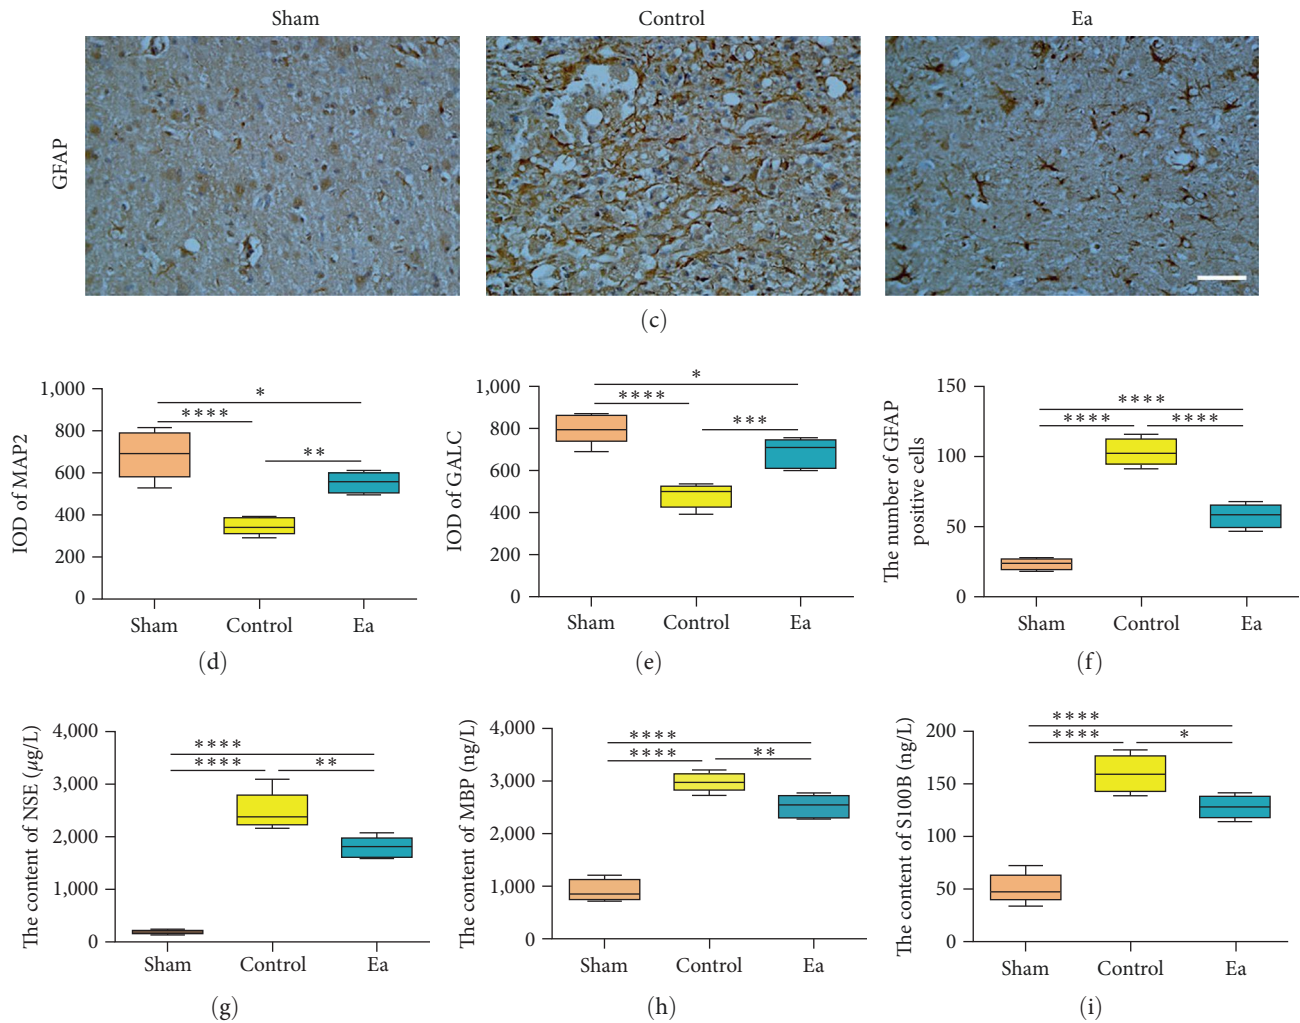 Sham Control Ea
GFAP
(c)
IOD of MAP2
1,000
800
600
400
200
0
*
****
**
Sham Control Ea
(d)
IOD of GALC
1,000
800
600
400
200
0
*
****
***
Sham Control Ea
(e)
The number of GFAP
positive cells
150
100
50
0
****
**** ****
Sham Control Ea
(f)
The content of NSE (µg/L)
4,000
3,000
2,000
1,000
0
****
**** **
Sham Control Ea
(g)
The content of MBP (ng/L)
4,000
3,000
2,000
1,000
0
****
**** **
Sham Control Ea
(h)
The content of S100B (ng/L)
200
150
100
50
0
****
**** *
Sham Control Ea
(i)